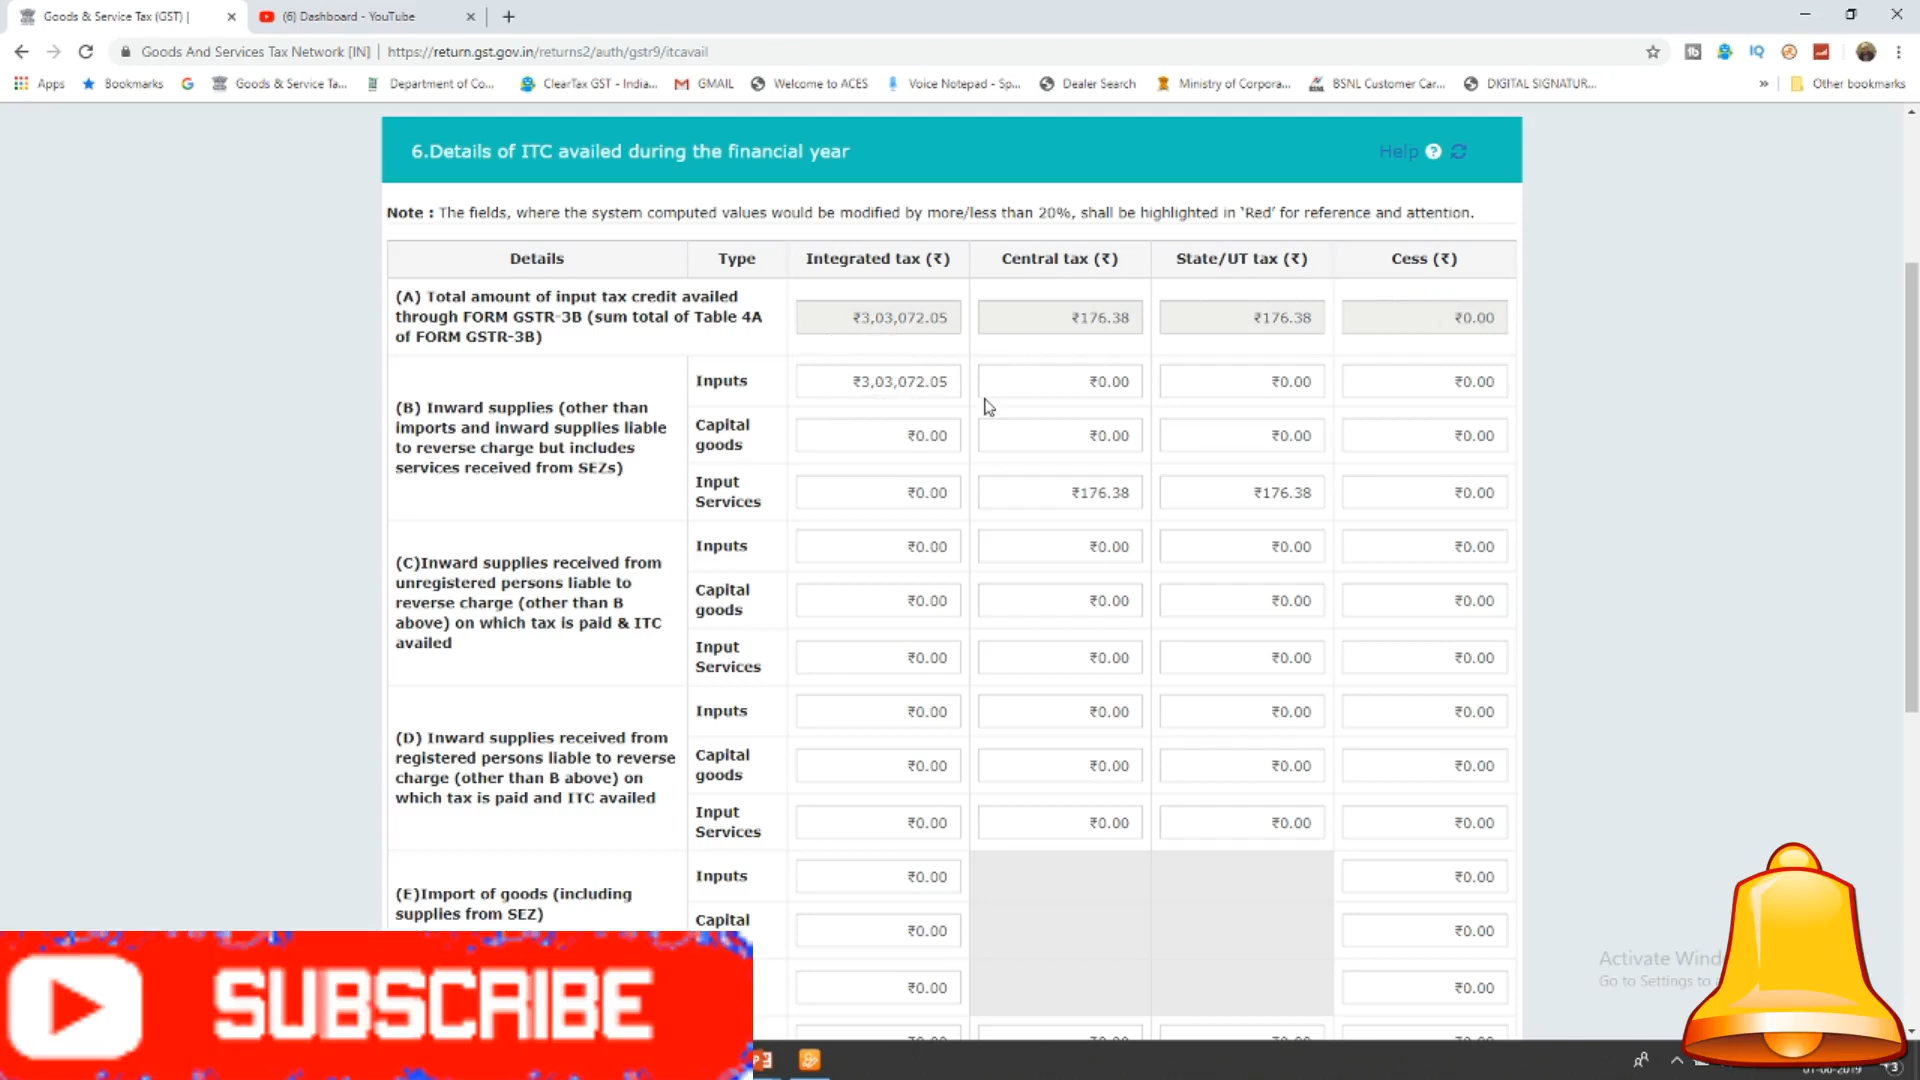 Goods & Service Tax (GST) |
(6) Dashboard - YouTube
Goods And Services Tax Network [IN] | https://return.gst.gov.in/returns2/auth/gstr9/itcavail
Apps Bookmarks Goods & Service Ta... Department of Co... ClearTax GST - India... GMAIL Welcome to ACES Voice Notepad - Sp... Dealer Search Ministry of Corpora... BSNL Customer Car... DIGITAL SIGNATUR... » Other bookmarks
6.Details of ITC availed during the financial year Help
Note : The fields, where the system computed values would be modified by more/less than 20%, shall be highlighted in 'Red' for reference and attention.
Details Type Integrated tax (₹) Central tax (₹) State/UT tax (₹) Cess (₹)
(A) Total amount of input tax credit availed
through FORM GSTR-3B (sum total of Table 4A
of FORM GSTR-3B)
₹3,03,072.05 ₹176.38 ₹176.38 ₹0.00
(B) Inward supplies (other than
imports and inward supplies liable
to reverse charge but includes
services received from SEZs)
Inputs ₹3,03,072.05 ₹0.00 ₹0.00 ₹0.00
Capital
goods
₹0.00 ₹0.00 ₹0.00 ₹0.00
Input
Services
₹0.00 ₹176.38 ₹176.38 ₹0.00
(C)Inward supplies received from
unregistered persons liable to
reverse charge (other than B
above) on which tax is paid & ITC
availed
Inputs ₹0.00 ₹0.00 ₹0.00 ₹0.00
Capital
goods
₹0.00 ₹0.00 ₹0.00 ₹0.00
Input
Services
₹0.00 ₹0.00 ₹0.00 ₹0.00
(D) Inward supplies received from
registered persons liable to reverse
charge (other than B above) on
which tax is paid and ITC availed
Inputs ₹0.00 ₹0.00 ₹0.00 ₹0.00
Capital
goods
₹0.00 ₹0.00 ₹0.00 ₹0.00
Input
Services
₹0.00 ₹0.00 ₹0.00 ₹0.00
(E)Import of goods (including
supplies from SEZ)
Inputs ₹0.00 ₹0.00
Capital
₹0.00 ₹0.00
₹0.00 ₹0.00
SUBSCRIBE
Activate Wind
Go to Settings to